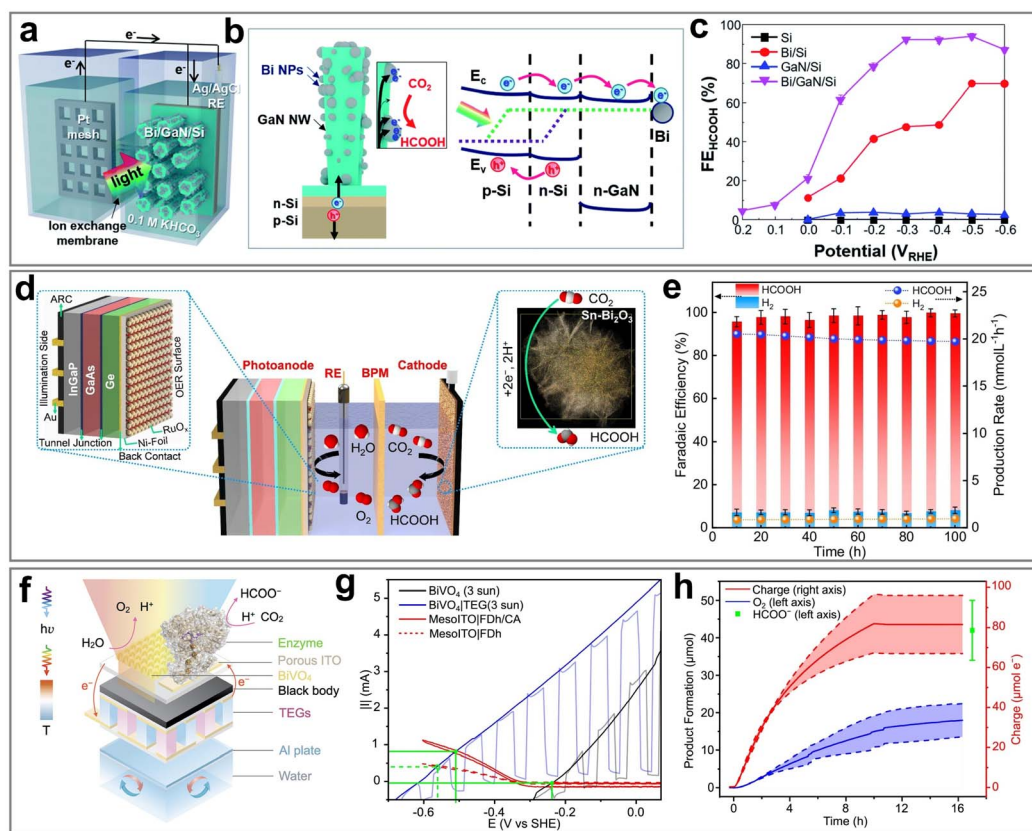 a
e⁻
e⁻
e⁻
Ag/AgCl
RE
Pt
mesh
Bi/GaN/Si
light
Ion exchange
membrane
0.1 M KHCO₃
b
Bi NPs
GaN NW
CO₂
HCOOH
n-Si
p-Si
e⁻
h⁺
E_c
e⁻
e⁻
e⁻
e⁻
Bi
E_v
h⁺
h⁺
p-Si
n-Si
n-GaN
c
FE_HCOOH (%)
Si
Bi/Si
GaN/Si
Bi/GaN/Si
100
80
60
40
20
0
0.2 0.1 0.0 -0.1 -0.2 -0.3 -0.4 -0.5 -0.6
Potential (V_RHE)
d
ARC
Illumination Side
InGaP
GaAs
Ge
OER Surface
Au
RuOₓ
Ni-Foil
Tunnel Junction
Back Contact
Photoanode
RE
BPM
Cathode
H₂O
CO₂
O₂
HCOOH
CO₂
Sn-Bi₂O₃
+2e⁻, 2H⁺
HCOOH
e
HCOOH
H₂
HCOOH
H₂
Faradaic Efficiency (%)
100
80
60
40
20
0
Production Rate (mmolL⁻¹h⁻¹)
25
20
15
10
5
0
10 20 30 40 50 60 70 80 90 100
Time (h)
f
hν
T
O₂ H⁺
H₂O
HCOO⁻
H⁺ CO₂
Enzyme
Porous ITO
BiVO₄
Black body
TEGs
Al plate
Water
e⁻
e⁻
g
BiVO₄ (3 sun)
BiVO₄|TEG(3 sun)
MesoITO|FDh/CA
MesoITO|FDh
|I| (mA)
5
4
3
2
1
0
-0.6 -0.4 -0.2 0.0
E (V vs SHE)
h
Charge (right axis)
O₂ (left axis)
HCOO⁻ (left axis)
Product Formation (μmol)
50
40
30
20
10
0
Charge (μmol e⁻)
100
80
60
40
20
0
0 4 8 12 16
Time (h)